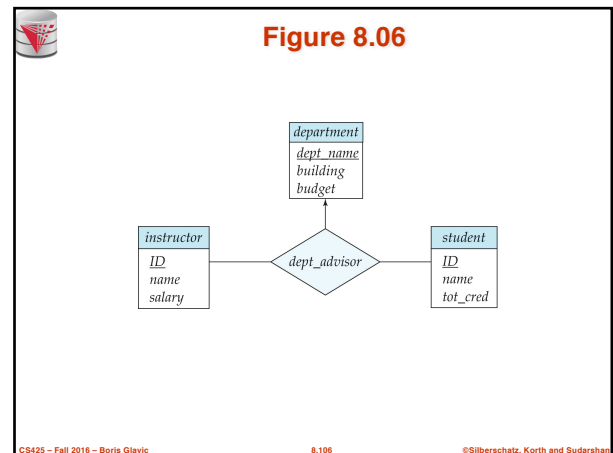 Figure 8.06
department
dept_name
building
budget
instructor
ID
name
salary
dept_advisor
student
ID
name
tot_cred
CS425 – Fall 2016 – Boris Glavic
8.106
©Silberschatz, Korth and Sudarshan